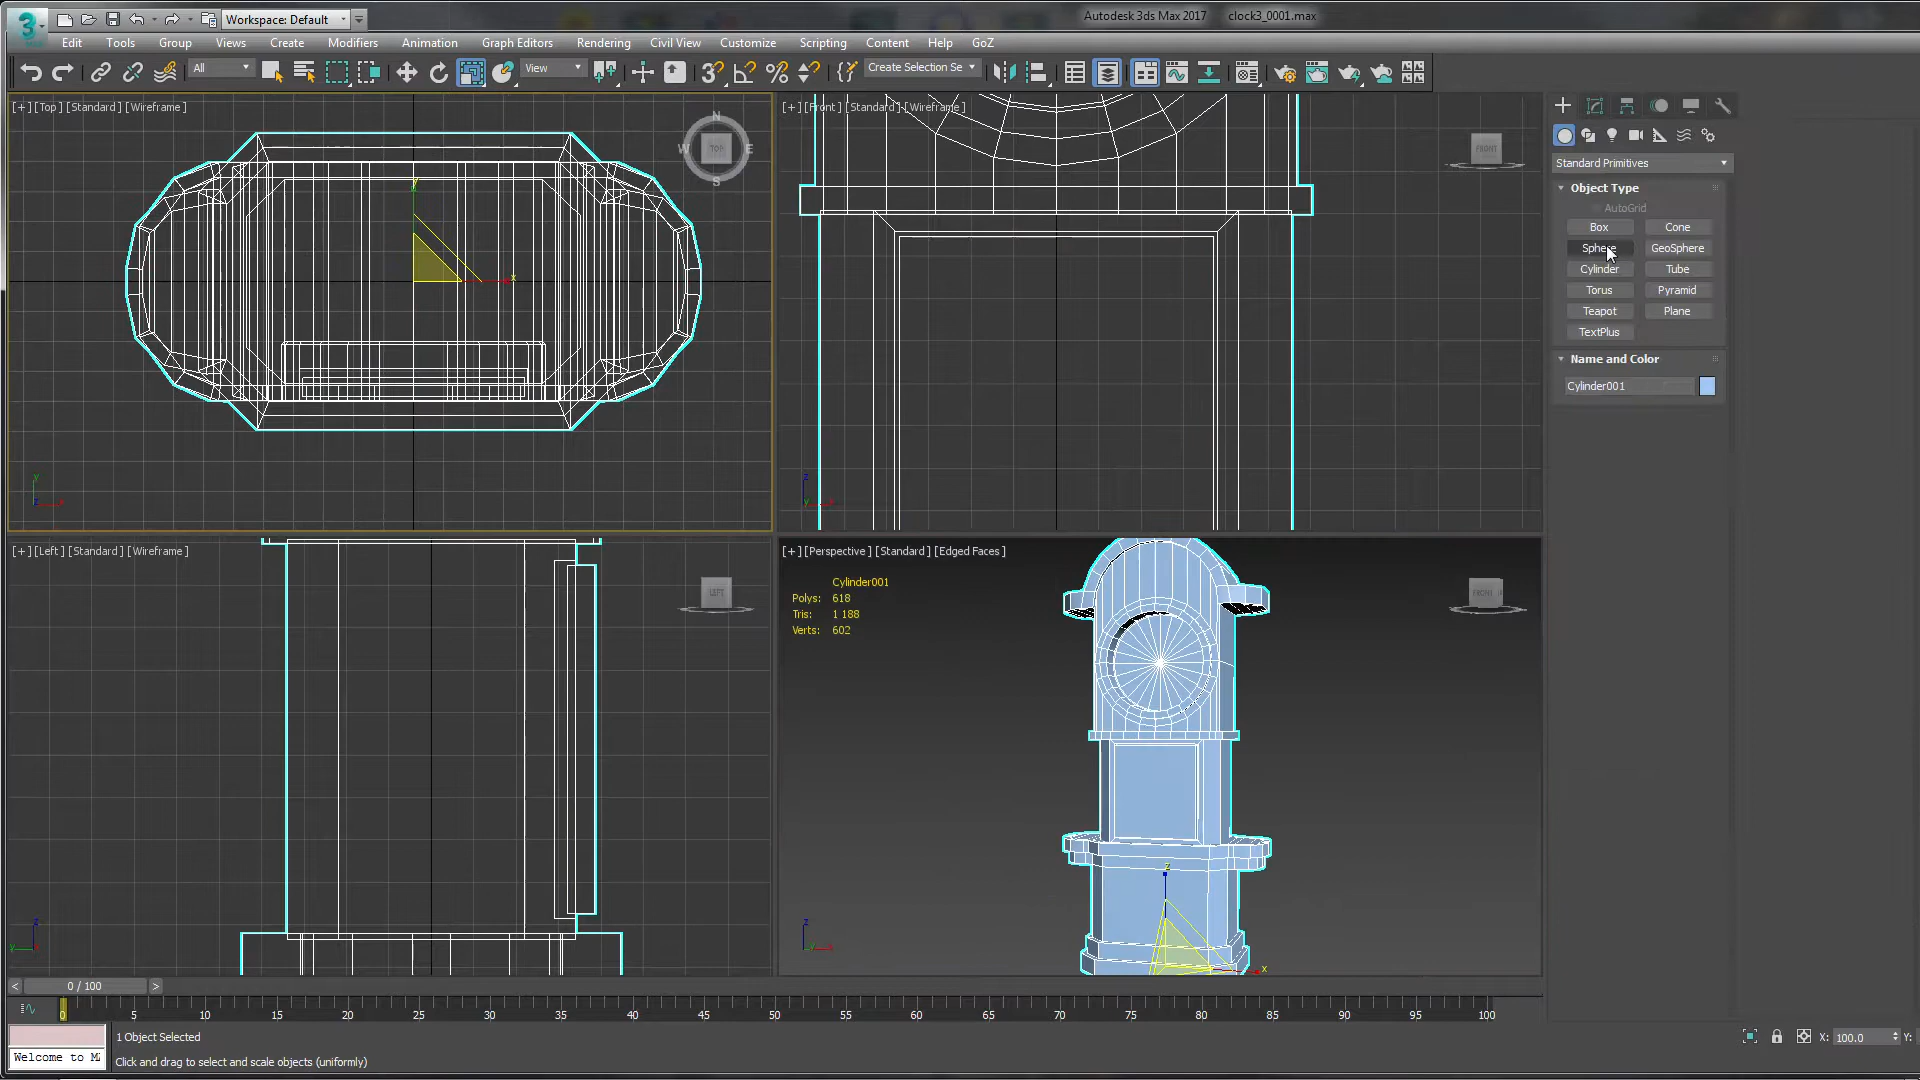 Workspace: Default
Autodesk 3ds Max 2017 clock3_0001.max
Edit Tools Group Views Create Modifiers Animation Graph Editors Rendering Civil View Customize Scripting Content Help GoZ
All View Create Selection Se
[+] [Top] [Standard] [Wireframe]
N
W TOP E
S
y
x
y
z x
[+] [Front] [Standard] [Wireframe]
FRONT
z
y x
[+] [Left] [Standard] [Wireframe]
LEFT
z
y x
[+] [Perspective] [Standard] [Edged Faces]
Cylinder001
Polys: 618
Tris: 1 188
Verts: 602
FRONT
z
x
z
Standard Primitives
Object Type
AutoGrid
Box Cone
Sphere GeoSphere
Cylinder Tube
Torus Pyramid
Teapot Plane
TextPlus
Name and Color
Cylinder001
< 0 / 100 >
0 5 10 15 20 25 30 35 40 45 50 55 60 65 70 75 80 85 90 95 100
1 Object Selected
Welcome to M
Click and drag to select and scale objects (uniformly)
X: 100.0 Y: